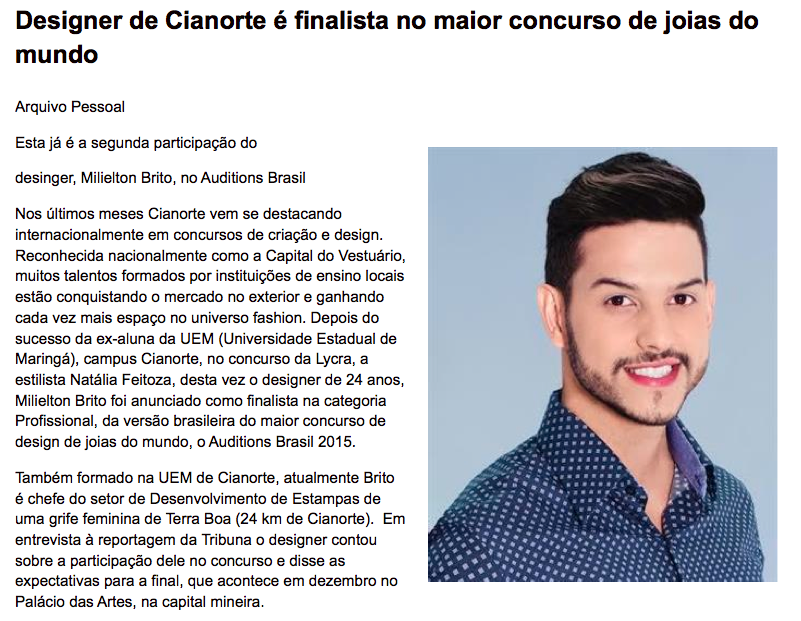 Designer de Cianorte é finalista no maior concurso de joias do
mundo
Arquivo Pessoal
Esta já é a segunda participação do
desinger, Milielton Brito, no Auditions Brasil
Nos últimos meses Cianorte vem se destacando
internacionalmente em concursos de criação e design.
Reconhecida nacionalmente como a Capital do Vestuário,
muitos talentos formados por instituições de ensino locais
estão conquistando o mercado no exterior e ganhando
cada vez mais espaço no universo fashion. Depois do
sucesso da ex-aluna da UEM (Universidade Estadual de
Maringá), campus Cianorte, no concurso da Lycra, a
estilista Natália Feitoza, desta vez o designer de 24 anos,
Milielton Brito foi anunciado como finalista na categoria
Profissional, da versão brasileira do maior concurso de
design de joias do mundo, o Auditions Brasil 2015.
Também formado na UEM de Cianorte, atualmente Brito
é chefe do setor de Desenvolvimento de Estampas de
uma grife feminina de Terra Boa (24 km de Cianorte).  Em
entrevista à reportagem da Tribuna o designer contou
sobre a participação dele no concurso e disse as
expectativas para a final, que acontece em dezembro no
Palácio das Artes, na capital mineira.